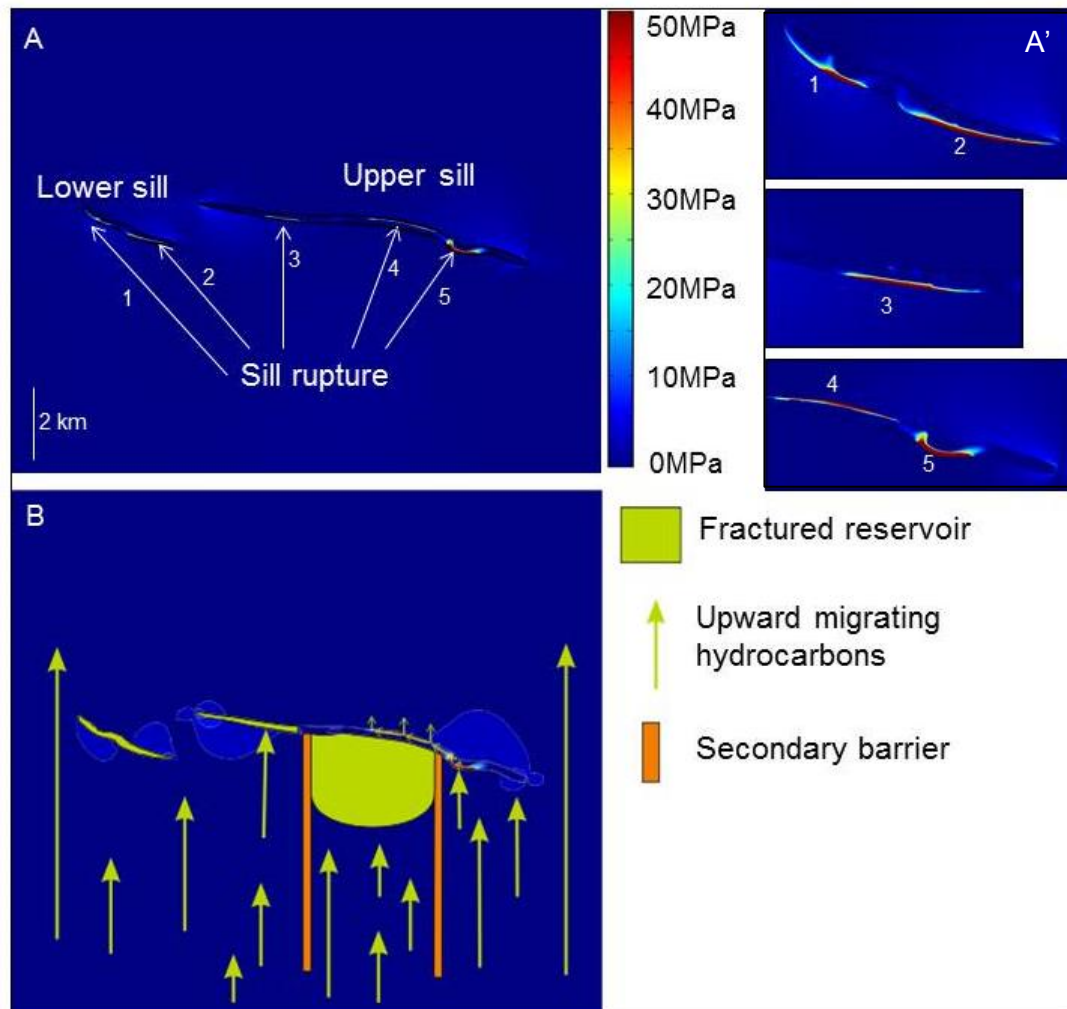 A
Lower sill
Upper sill
1
2
3
4
5
Sill rupture
2 km
50MPa
40MPa
30MPa
20MPa
10MPa
0MPa
A’
1
2
3
4
5
B
Fractured reservoir
Upward migrating
hydrocarbons
Secondary barrier